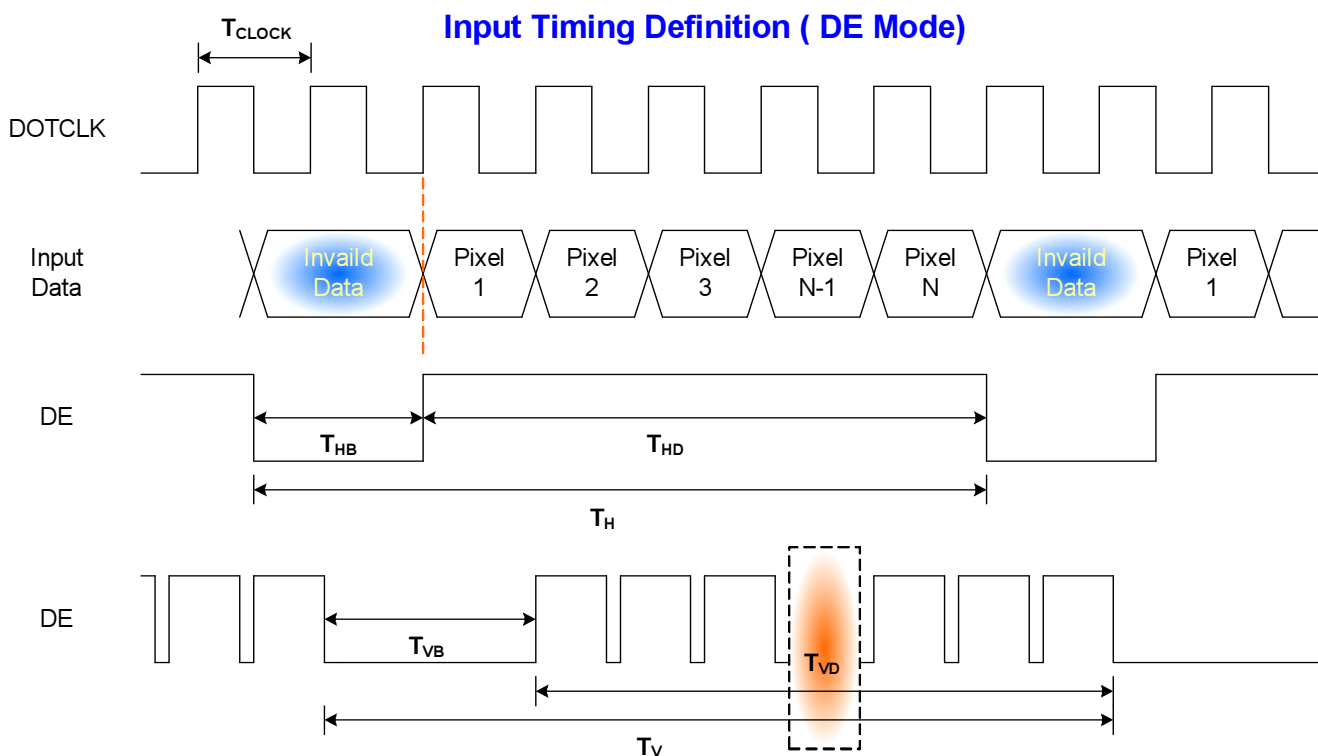 Input Timing Definition ( DE Mode)
TCLOCK
DOTCLK
Input
Data
Invaild
Data
Pixel
1
Pixel
2
Pixel
3
Pixel
N-1
Pixel
N
Invaild
Data
Pixel
1
DE
THB
THD
TH
DE
TVB
TVD
TV